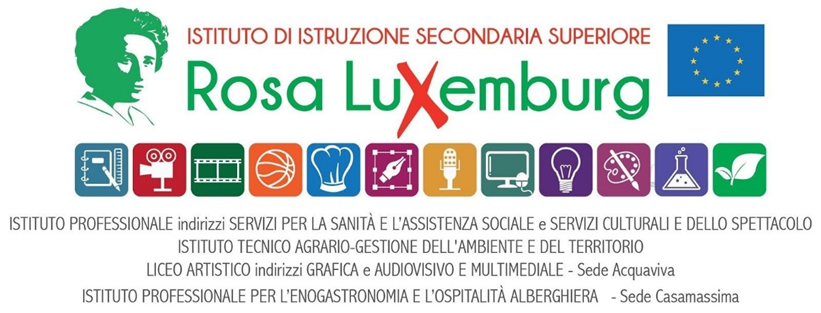 ISTITUTO DI ISTRUZIONE SECONDARIA SUPERIORE
Rosa LuXemburg
ISTITUTO PROFESSIONALE indirizzi SERVIZI PER LA SANITÀ E L'ASSISTENZA SOCIALE e SERVIZI CULTURALI E DELLO SPETTACOLO
ISTITUTO TECNICO AGRARIO-GESTIONE DELL'AMBIENTE E DEL TERRITORIO
LICEO ARTISTICO indirizzi GRAFICA e AUDIOVISIVO E MULTIMEDIALE - Sede Acquaviva
ISTITUTO PROFESSIONALE PER L'ENOGASTRONOMIA E L'OSPITALITÀ ALBERGHIERA - Sede Casamassima